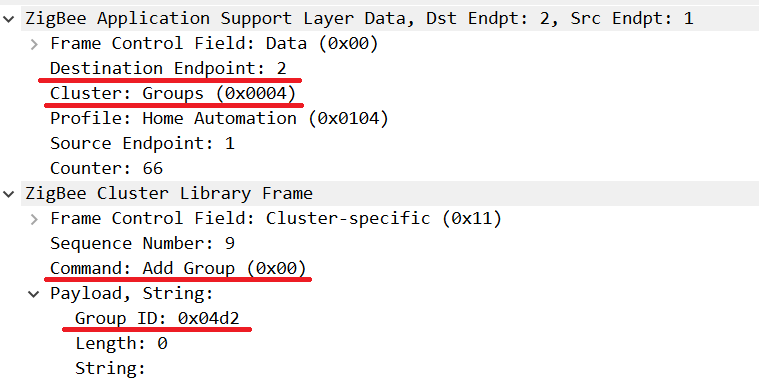 ZigBee Application Support Layer Data, Dst Endpt: 2, Src Endpt: 1
Frame Control Field: Data (0x00)
Destination Endpoint: 2
Cluster: Groups (0x0004)
Profile: Home Automation (0x0104)
Source Endpoint: 1
Counter: 66
ZigBee Cluster Library Frame
Frame Control Field: Cluster-specific (0x11)
Sequence Number: 9
Command: Add Group (0x00)
Payload, String:
Group ID: 0x04d2
Length: 0
String: